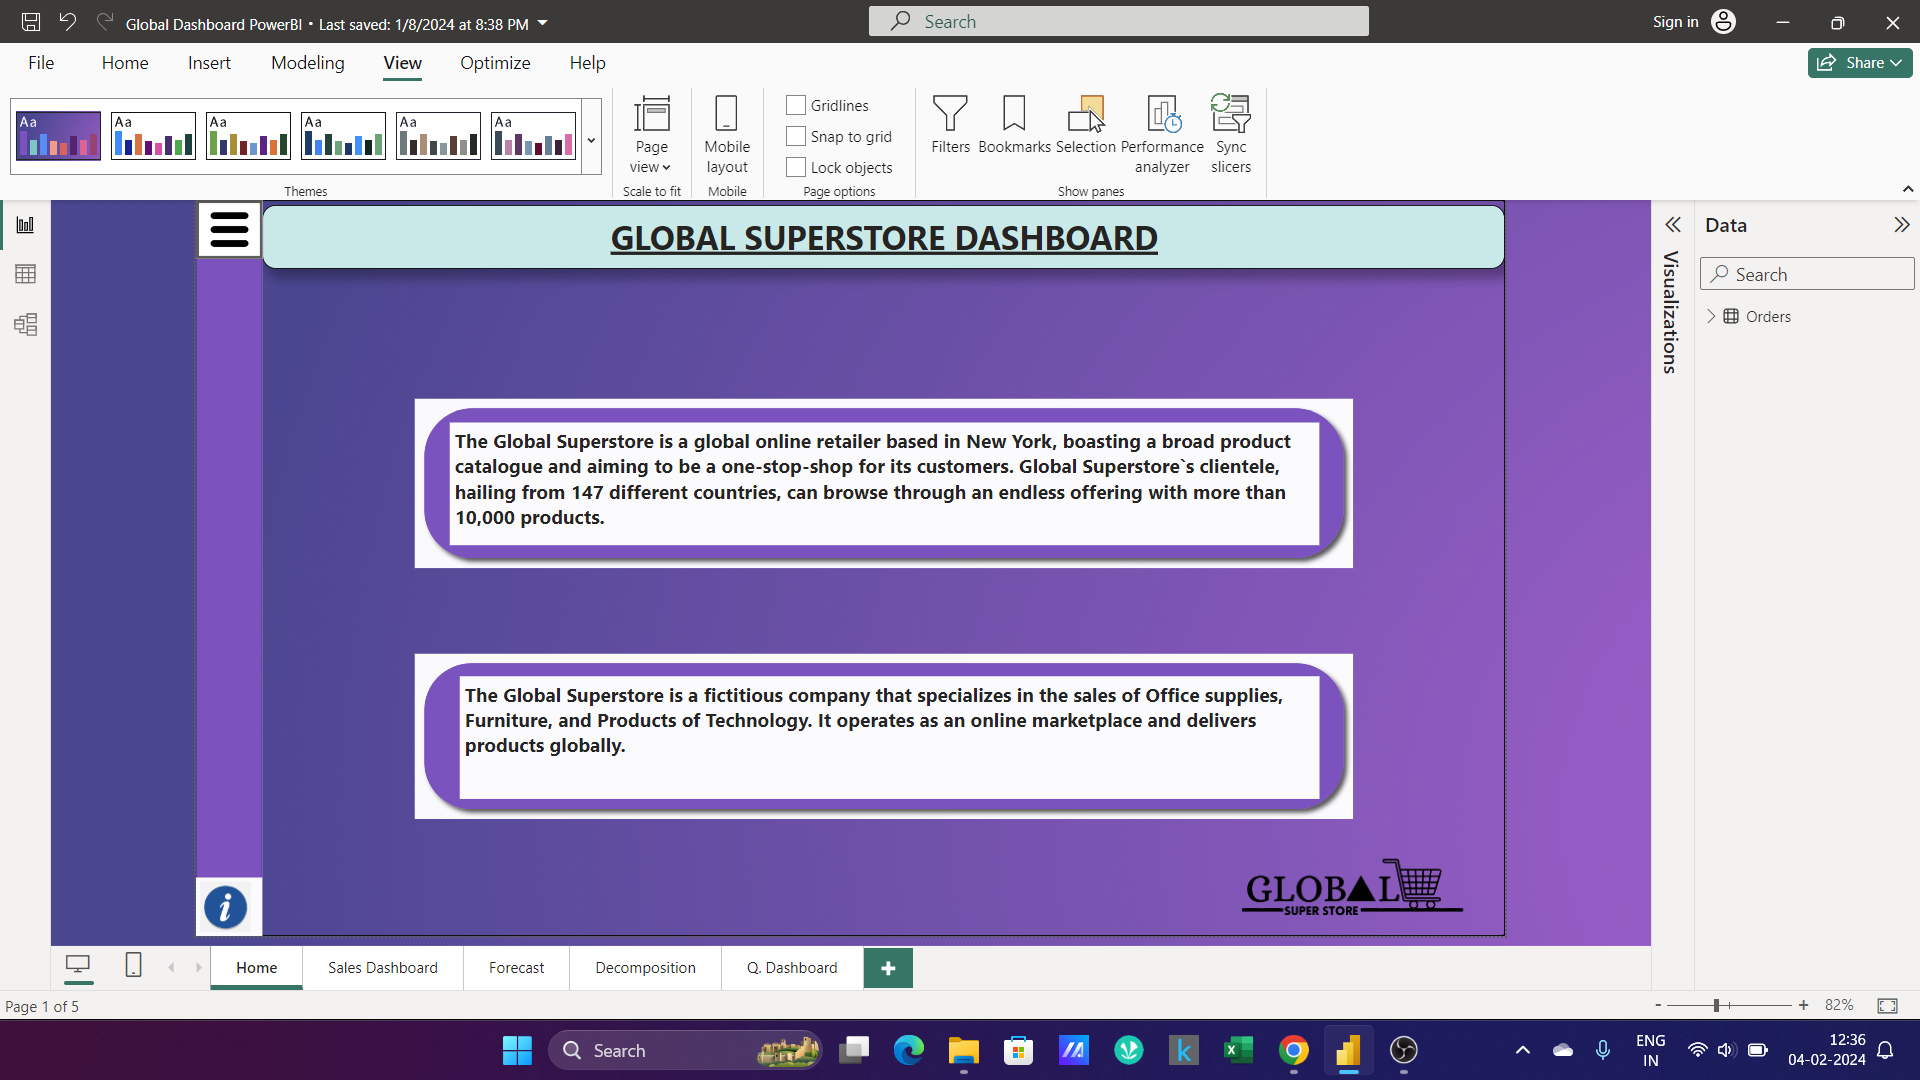 Global Dashboard PowerBI • Last saved: 1/8/2024 at 8:38 PM
Search
Sign in
File
Home
Insert
Modeling
View
Optimize
Help
Share
Aa
Aa
Aa
Aa
Aa
Aa
Themes
Page view
Scale to fit
Mobile layout
Mobile
Gridlines
Snap to grid
Lock objects
Page options
Filters
Bookmarks
Selection
Performance analyzer
Sync slicers
Show panes
GLOBAL SUPERSTORE DASHBOARD
The Global Superstore is a global online retailer based in New York, boasting a broad product
catalogue and aiming to be a one-stop-shop for its customers. Global Superstore`s clientele,
hailing from 147 different countries, can browse through an endless offering with more than
10,000 products.
The Global Superstore is a fictitious company that specializes in the sales of Office supplies,
Furniture, and Products of Technology. It operates as an online marketplace and delivers
products globally.
i
GLOBAL
SUPER STORE
Visualizations
Data
Search
Orders
Home
Sales Dashboard
Forecast
Decomposition
Q. Dashboard
+
Page 1 of 5
- + 82%
Search
k
ENG
IN
12:36
04-02-2024